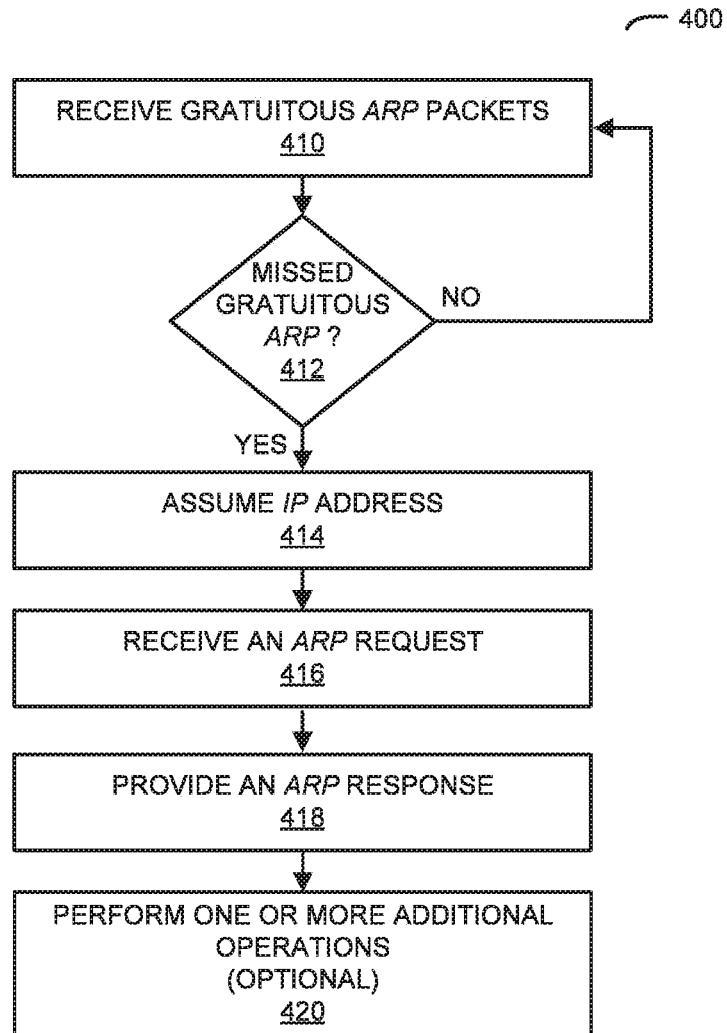 400
RECEIVE GRATUITOUS ARP PACKETS
410
MISSED
GRATUITOUS
ARP ?
412
NO
YES
ASSUME IP ADDRESS
414
RECEIVE AN ARP REQUEST
416
PROVIDE AN ARP RESPONSE
418
PERFORM ONE OR MORE ADDITIONAL
OPERATIONS
(OPTIONAL)
420